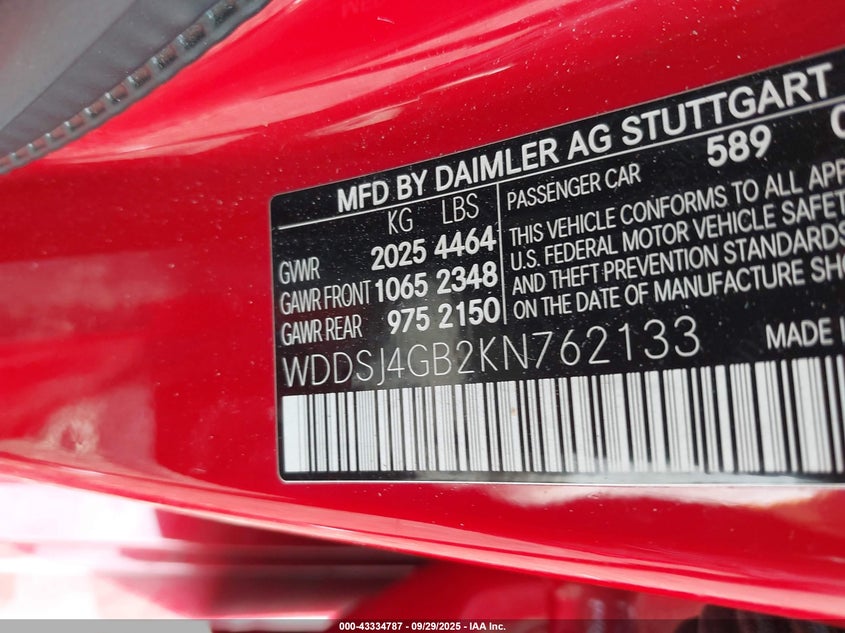 MFD BY DAIMLER AG STUTTGART
KG LBS
GVWR 2025 4464
GAWR FRONT 1065 2348
GAWR REAR 975 2150
PASSENGER CAR 589
THIS VEHICLE CONFORMS TO ALL APP
U.S. FEDERAL MOTOR VEHICLE SAFET
AND THEFT PREVENTION STANDARDS
ON THE DATE OF MANUFACTURE SHO
WDDSJ4GB2KN762133
MADE I
000-43334787 - 09/29/2025 - IAA Inc.